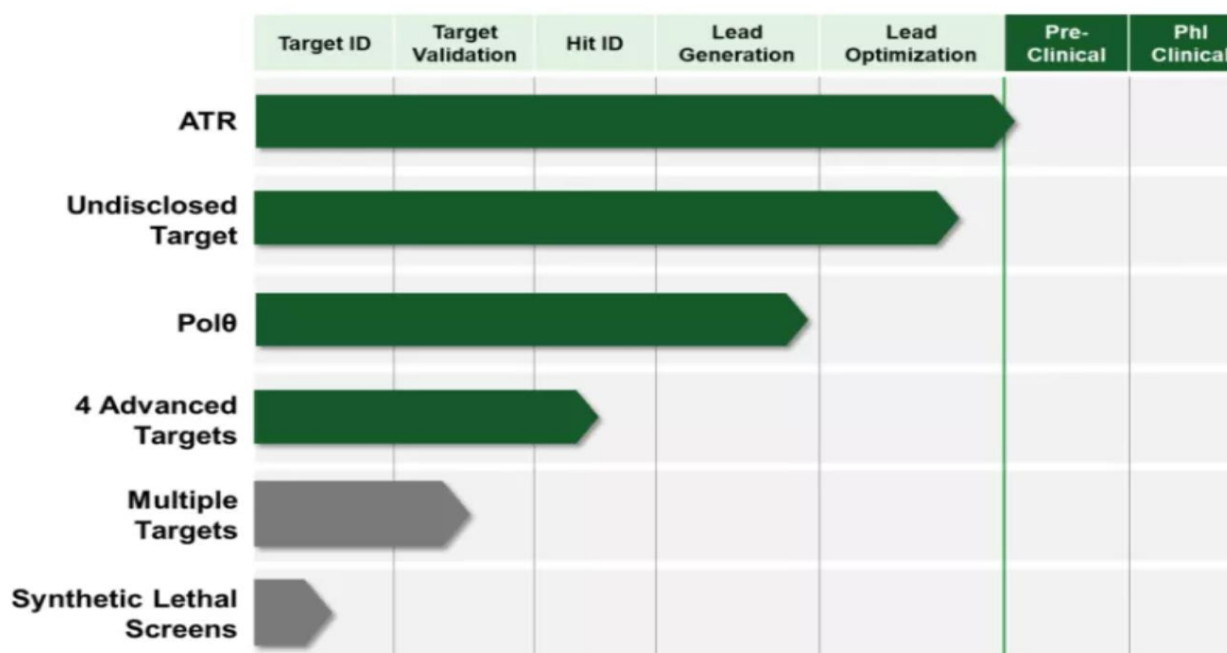 Target ID
Target
Validation
Hit ID
Lead
Generation
Lead
Optimization
Pre-
Clinical
PhI
Clinical
ATR
Undisclosed
Target
Polθ
4 Advanced
Targets
Multiple
Targets
Synthetic Lethal
Screens